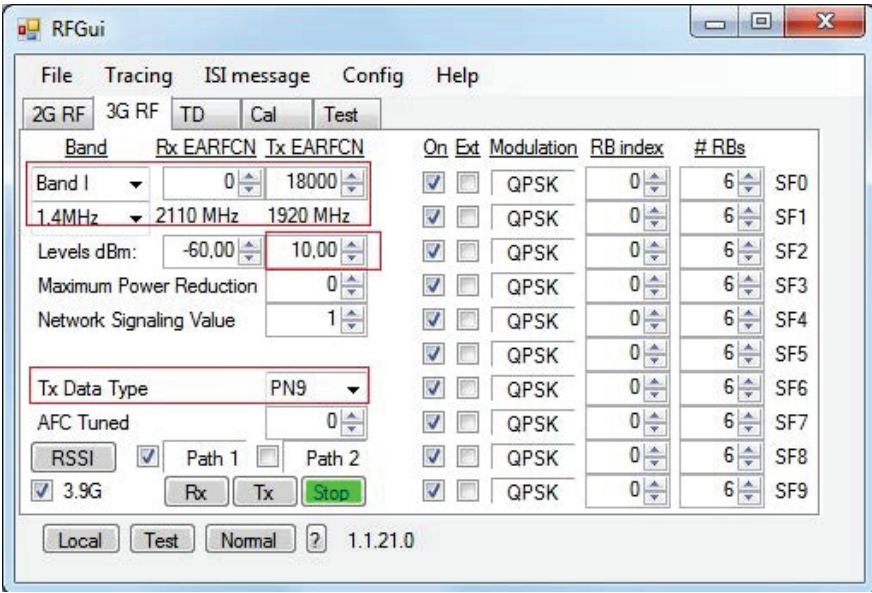 RFGui
File Tracing ISI message Config Help
2G RF 3G RF TD Cal Test
Band Rx EARFCN Tx EARFCN On Ext Modulation RB index # RBs
Band I 0 18000 QPSK 0 6 SF0
1.4MHz 2110 MHz 1920 MHz QPSK 0 6 SF1
Levels dBm: -60,00 10,00 QPSK 0 6 SF2
Maximum Power Reduction 0 QPSK 0 6 SF3
Network Signaling Value 1 QPSK 0 6 SF4
QPSK 0 6 SF5
Tx Data Type PN9 QPSK 0 6 SF6
AFC Tuned 0 QPSK 0 6 SF7
RSSI Path 1 Path 2 QPSK 0 6 SF8
3.9G Rx Tx Stop QPSK 0 6 SF9
Local Test Normal ? 1.1.21.0